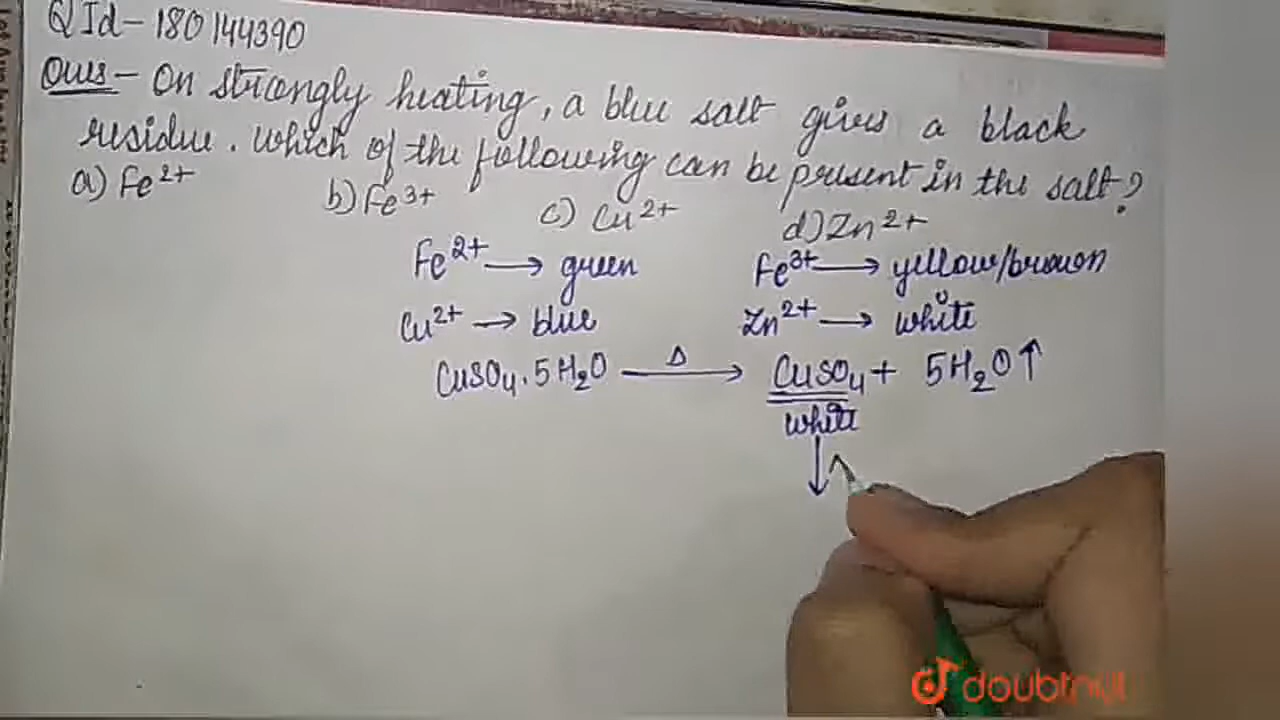 QId-180144390
Ques- On strongly heating, a blue salt gives a black
residue. which of the following can be present in the salt?
a) Fe2+ b) Fe3+ c) Cu2+ d) Zn2+
Fe2+ → green Fe3+ → yellow/brown
Cu2+ → blue Zn2+ → white
CuSO4.5H2O Δ→ CuSO4 + 5H2O↑
white
↓
doubtnut